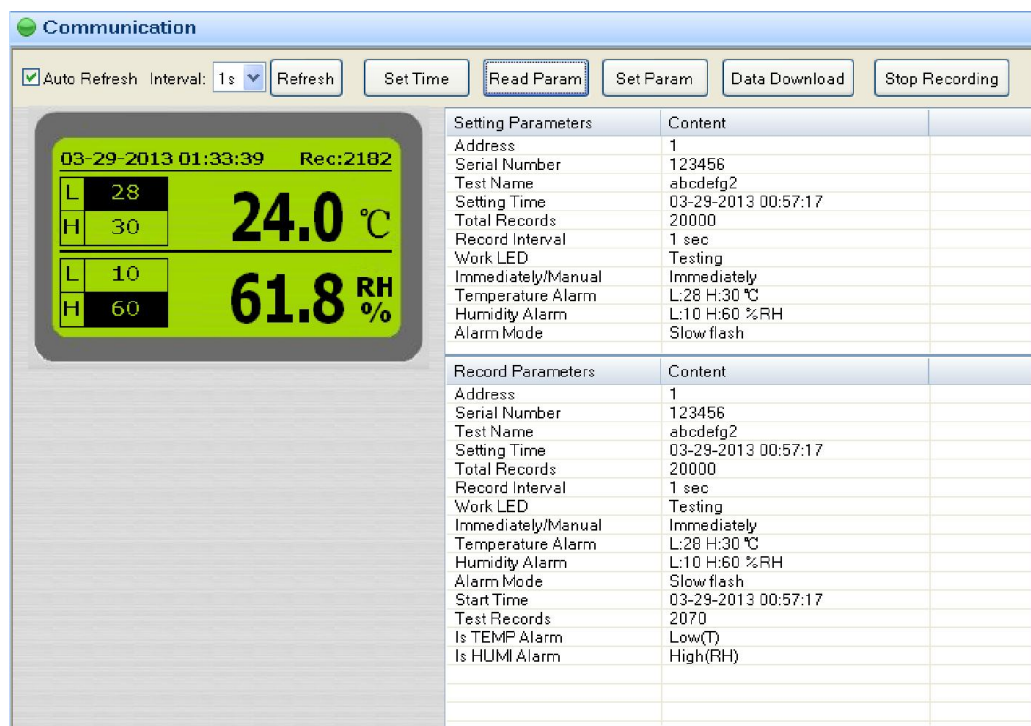 Communication
Auto Refresh Interval: 1s Refresh Set Time Read Param Set Param Data Download Stop Recording
03-29-2013 01:33:39 Rec:2182
L 28
H 30
24.0 ℃
L 10
H 60
61.8 RH %
Setting Parameters Content
Address 1
Serial Number 123456
Test Name abcdefg2
Setting Time 03-29-2013 00:57:17
Total Records 20000
Record Interval 1 sec
Work LED Testing
Immediately/Manual Immediately
Temperature Alarm L:28 H:30 ℃
Humidity Alarm L:10 H:60 %RH
Alarm Mode Slow flash
Record Parameters Content
Address 1
Serial Number 123456
Test Name abcdefg2
Setting Time 03-29-2013 00:57:17
Total Records 20000
Record Interval 1 sec
Work LED Testing
Immediately/Manual Immediately
Temperature Alarm L:28 H:30 ℃
Humidity Alarm L:10 H:60 %RH
Alarm Mode Slow flash
Start Time 03-29-2013 00:57:17
Test Records 2070
Is TEMP Alarm Low(T)
Is HUMI Alarm High(RH)